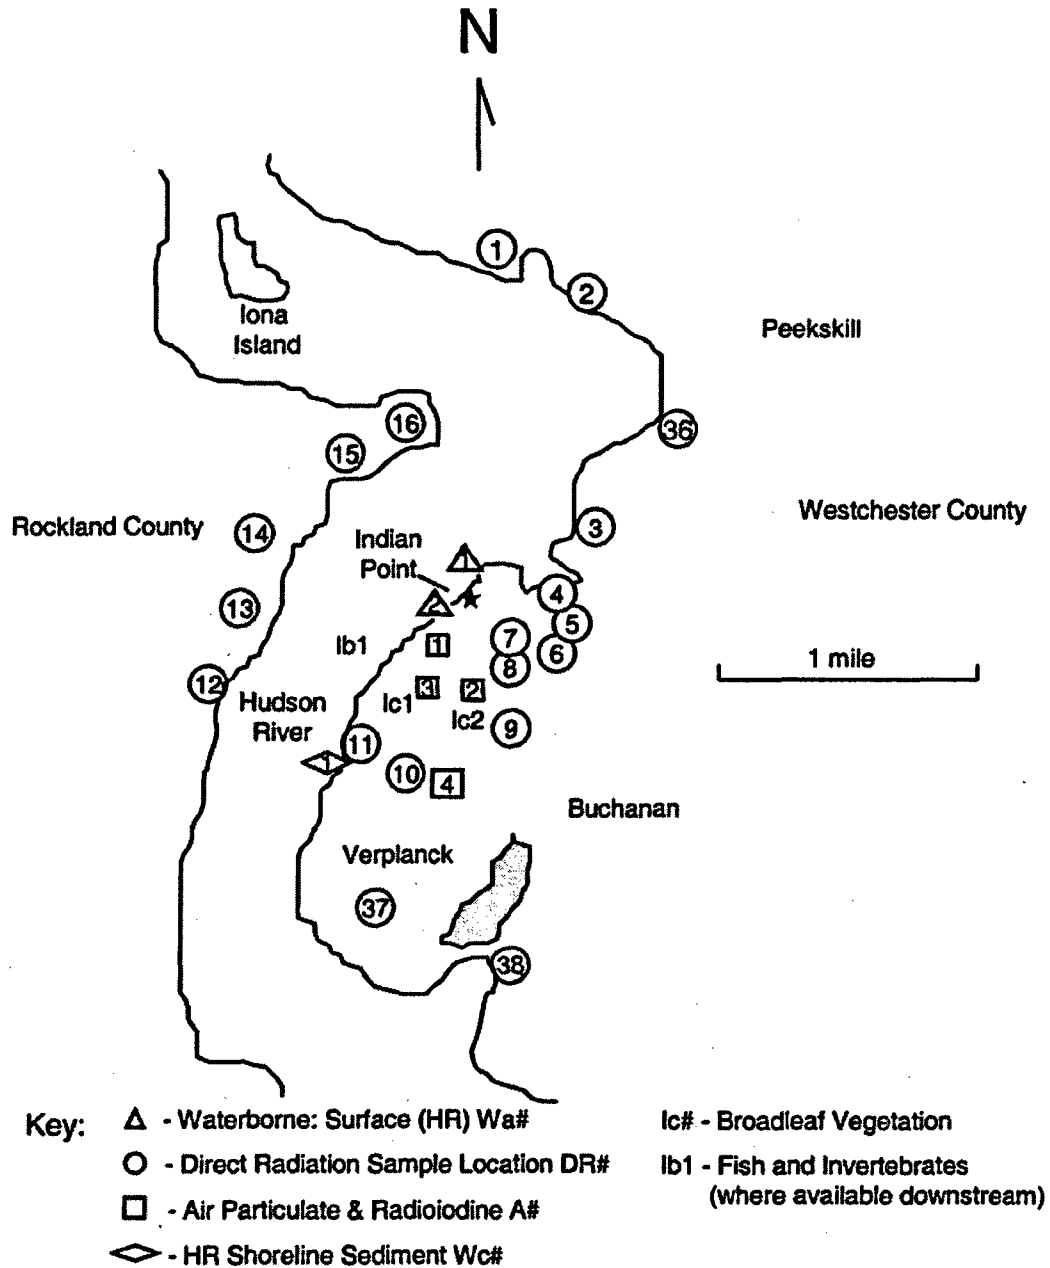 N
1
2
Iona
Island
Peekskill
16
36
15
Westchester County
Rockland County
14
3
Indian
Point
1
2
4
13
5
7
Ib1
1
6
8
1 mile
12
3
2
Hudson
River
Ic1
Ic2
9
11
1
10
4
Buchanan
Verplanck
37
38
Key:
- Waterborne: Surface (HR) Wa#
- Direct Radiation Sample Location DR#
- Air Particulate & Radioiodine A#
- HR Shoreline Sediment Wc#
Ic# - Broadleaf Vegetation
Ib1 - Fish and Invertebrates
(where available downstream)